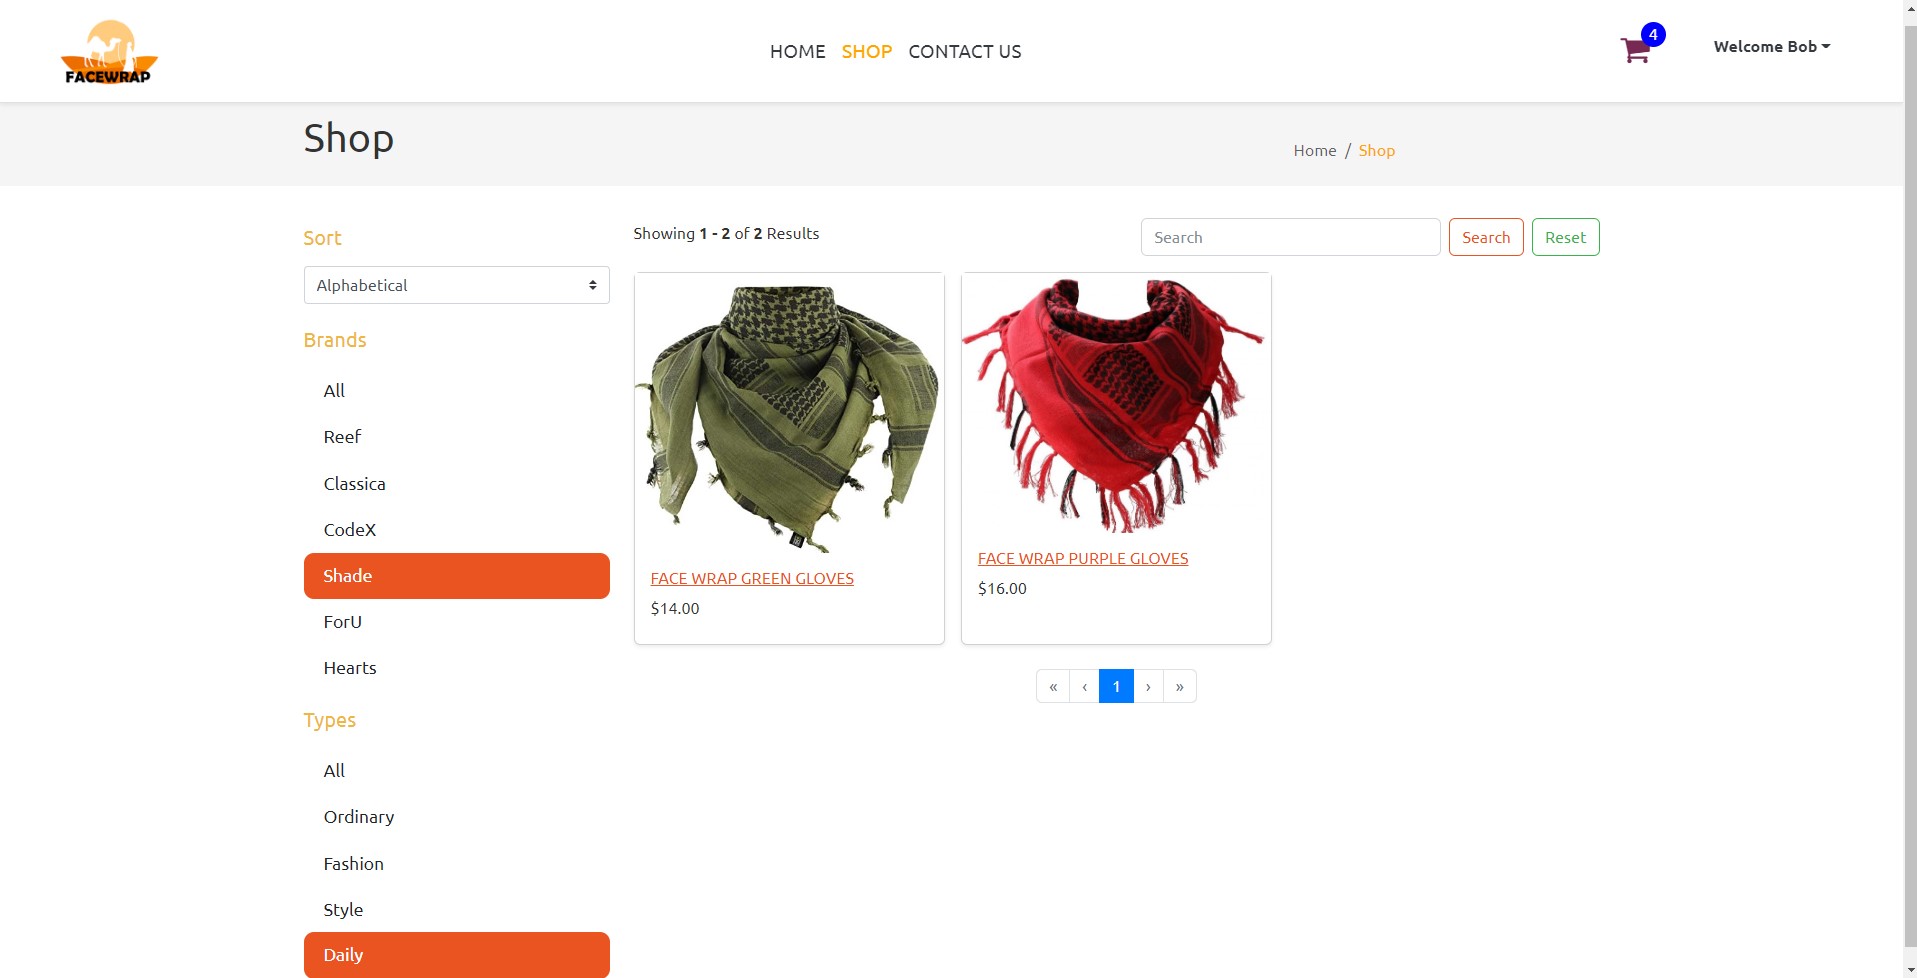 FACEWRAP
HOME SHOP CONTACT US
4
Welcome Bob
Shop
Home / Shop
Sort
Alphabetical
Brands
All
Reef
Classica
CodeX
Shade
ForU
Hearts
Types
All
Ordinary
Fashion
Style
Daily
Showing 1 - 2 of 2 Results
Search
Search
Reset
FACE WRAP GREEN GLOVES
$14.00
FACE WRAP PURPLE GLOVES
$16.00
« ‹ 1 › »